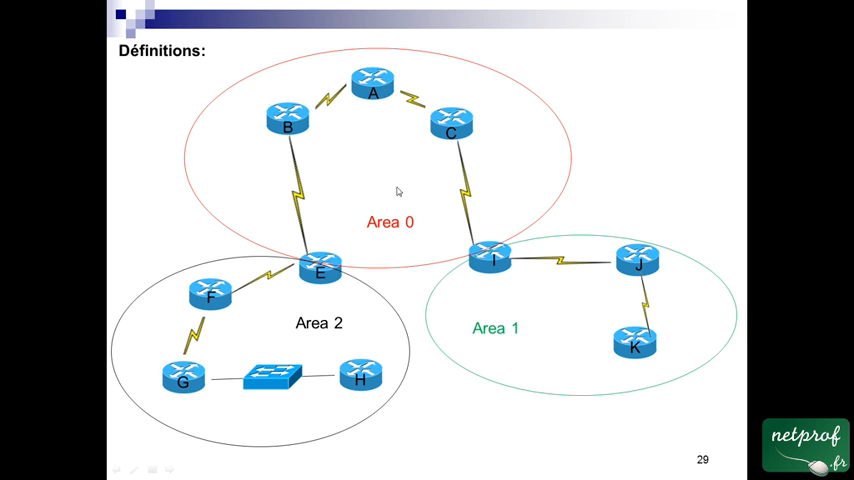 Définitions:
A
B
C
Area 0
E
I
J
F
Area 2
Area 1
K
G
H
29
netprof
.fr